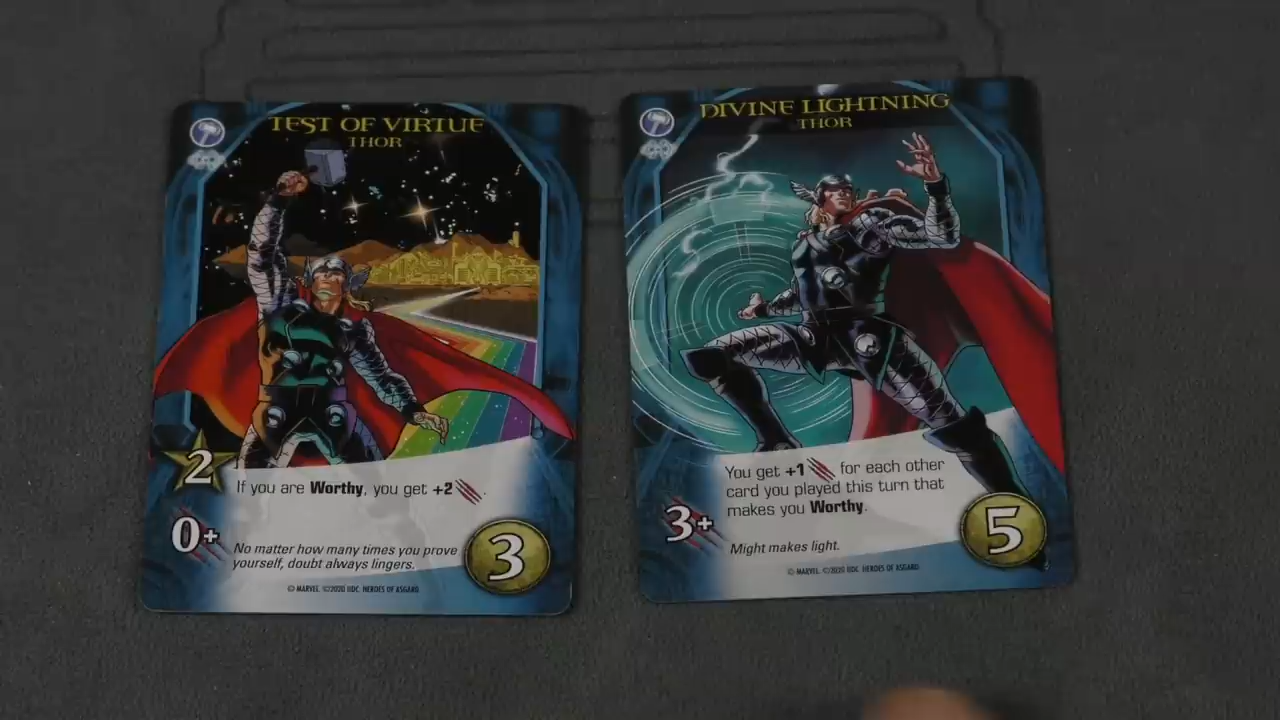 TEST OF VIRTUE
THOR
2
If you are Worthy, you get +2
0+
No matter how many times you prove
yourself, doubt always lingers.
3
© MARVEL. ©2020 UDC. HEROES OF ASGARD
DIVINE LIGHTNING
THOR
You get +1 for each other
card you played this turn that
makes you Worthy.
3+
Might makes light.
5
© MARVEL. ©2020 UDC. HEROES OF ASGARD